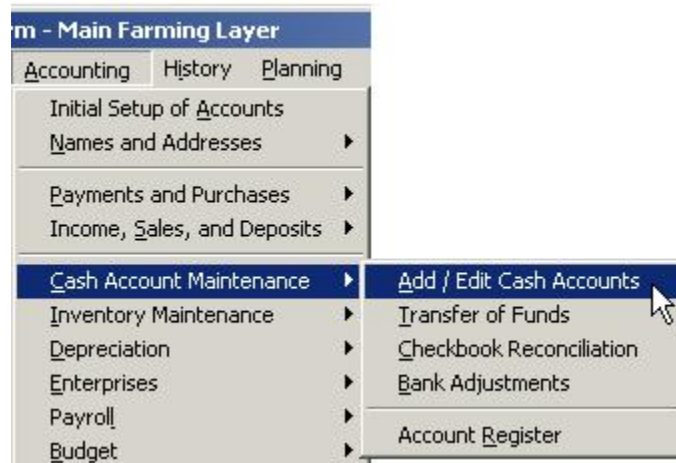 rm - Main Farming Layer
Accounting History Planning
Initial Setup of Accounts
Names and Addresses
Payments and Purchases
Income, Sales, and Deposits
Cash Account Maintenance
Inventory Maintenance
Depreciation
Enterprises
Payroll
Budget
Add / Edit Cash Accounts
Transfer of Funds
Checkbook Reconciliation
Bank Adjustments
Account Register